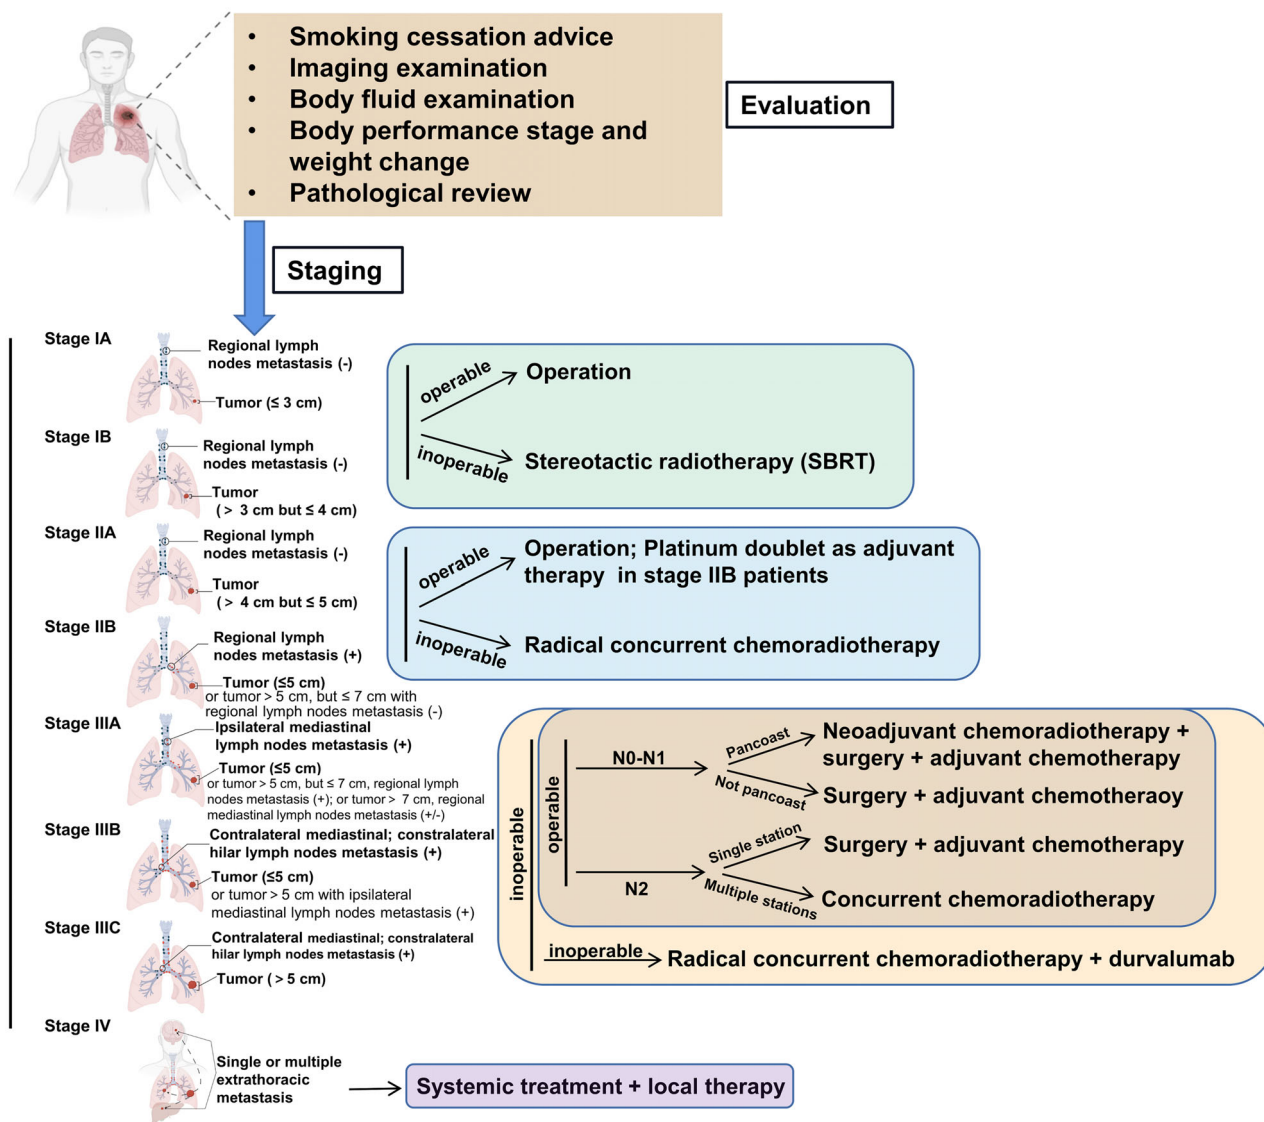 • Smoking cessation advice
• Imaging examination
• Body fluid examination
• Body performance stage and
weight change
• Pathological review
Evaluation
Staging
Stage IA
Regional lymph
nodes metastasis (-)
Tumor (≤ 3 cm)
Stage IB
Regional lymph
nodes metastasis (-)
Tumor
( > 3 cm but ≤ 4 cm)
operable
Operation
inoperable
Stereotactic radiotherapy (SBRT)
Stage IIA
Regional lymph
nodes metastasis (-)
Tumor
( > 4 cm but ≤ 5 cm)
Stage IIB
Regional lymph
nodes metastasis (+)
Tumor (≤5 cm)
or tumor > 5 cm, but ≤ 7 cm with
regional lymph nodes metastasis (-)
operable
Operation; Platinum doublet as adjuvant
therapy in stage IIB patients
inoperable
Radical concurrent chemoradiotherapy
Stage IIIA
Ipsilateral mediastinal
lymph nodes metastasis (+)
Tumor (≤5 cm)
or tumor > 5 cm, but ≤ 7 cm, regional lymph
nodes metastasis (+); or tumor > 7 cm, regional
mediastinal lymph nodes metastasis (+/-)
Stage IIIB
Contralateral mediastinal; constralateral
hilar lymph nodes metastasis (+)
Tumor (≤5 cm)
or tumor > 5 cm with ipsilateral
mediastinal lymph nodes metastasis (+)
Stage IIIC
Contralateral mediastinal; constralateral
hilar lymph nodes metastasis (+)
Tumor ( > 5 cm)
inoperable
operable
N0-N1
Pancoast
Neoadjuvant chemoradiotherapy +
surgery + adjuvant chemotherapy
Not pancoast
Surgery + adjuvant chemotheraoy
N2
Single station
Surgery + adjuvant chemotherapy
Multiple stations
Concurrent chemoradiotherapy
inoperable
Radical concurrent chemoradiotherapy + durvalumab
Stage IV
Single or multiple
extrathoracic
metastasis
Systemic treatment + local therapy